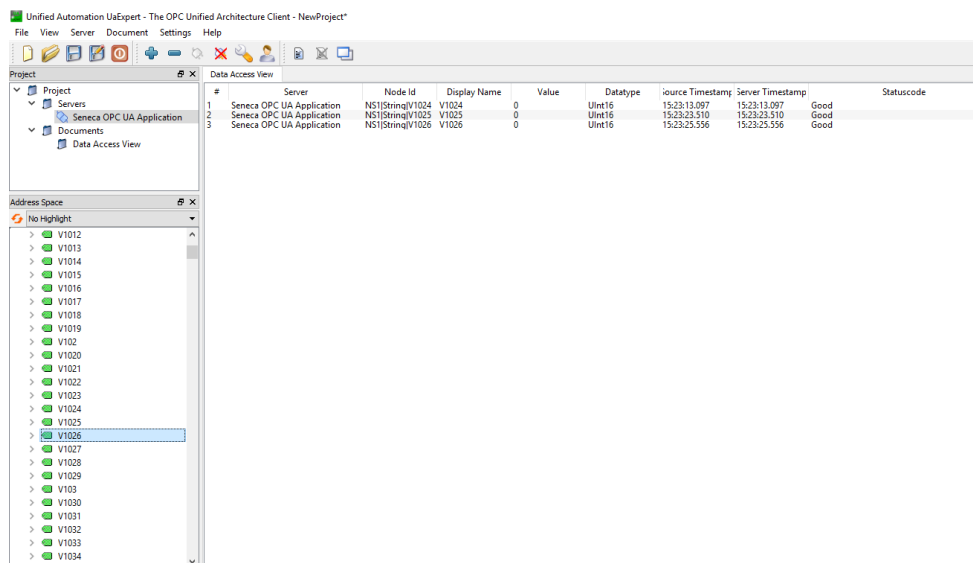 Unified Automation UaExpert - The OPC Unified Architecture Client - NewProject*
File View Server Document Settings Help
Project
Project
Servers
Seneca OPC UA Application
Documents
Data Access View
Data Access View
# Server Node Id Display Name Value Datatype Source Timestamp Server Timestamp Statuscode
1 Seneca OPC UA Application NS1|String|V1024 V1024 0 UInt16 15:23:13.097 15:23:13.097 Good
2 Seneca OPC UA Application NS1|String|V1025 V1025 0 UInt16 15:23:23.510 15:23:23.510 Good
3 Seneca OPC UA Application NS1|String|V1026 V1026 0 UInt16 15:23:25.556 15:23:25.556 Good
Address Space
No Highlight
V1012
V1013
V1014
V1015
V1016
V1017
V1018
V1019
V102
V1020
V1021
V1022
V1023
V1024
V1025
V1026
V1027
V1028
V1029
V103
V1030
V1031
V1032
V1033
V1034